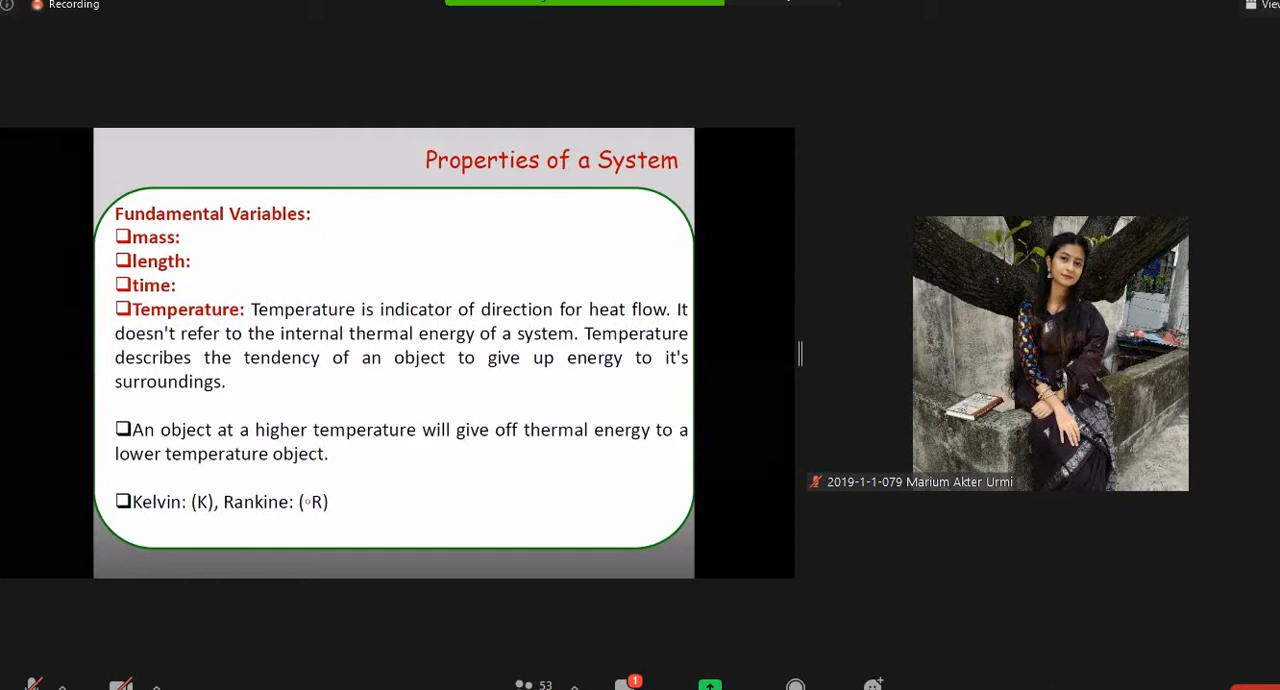 Recording
View
Properties of a System
Fundamental Variables:
❑mass:
❑length:
❑time:
❑Temperature: Temperature is indicator of direction for heat flow. It
doesn't refer to the internal thermal energy of a system. Temperature
describes the tendency of an object to give up energy to it's
surroundings.
❑An object at a higher temperature will give off thermal energy to a
lower temperature object.
❑Kelvin: (K), Rankine: (◦R)
2019-1-1-079 Marium Akter Urmi
53
1